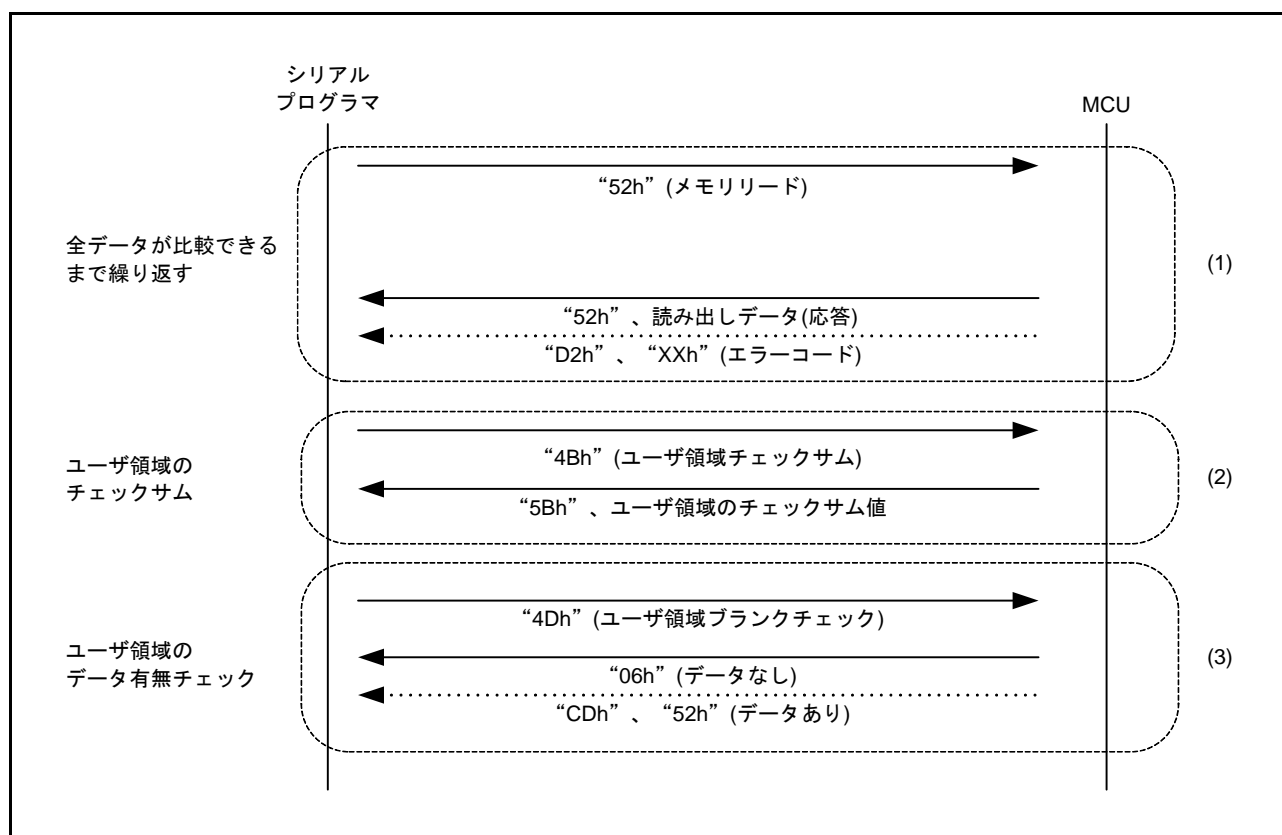 シリアル
プログラマ
MCU
“52h” (メモリリード)
全データが比較できる
まで繰り返す
(1)
“52h” 、読み出しデータ(応答)
“D2h” 、 “XXh” (エラーコード)
“4Bh” (ユーザ領域チェックサム)
ユーザ領域の
チェックサム
(2)
“5Bh” 、ユーザ領域のチェックサム値
“4Dh” (ユーザ領域ブランクチェック)
ユーザ領域の
データ有無チェック
(3)
“06h” (データなし)
“CDh” 、 “52h” (データあり)